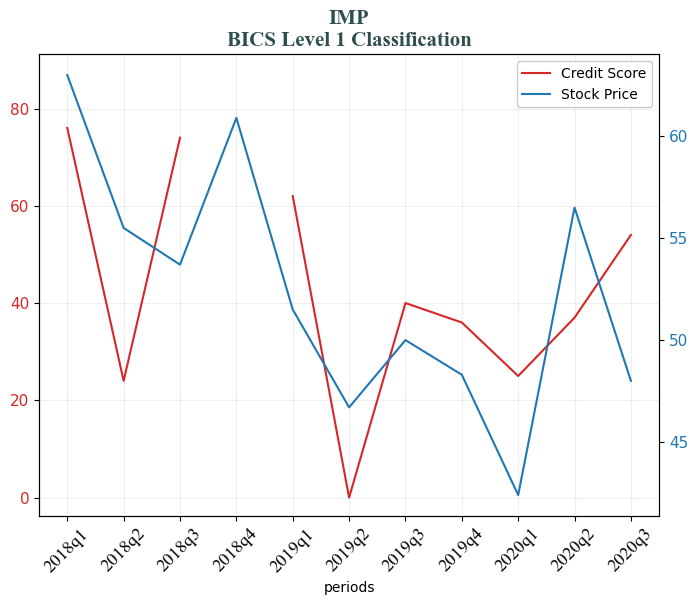 IMP
BICS Level 1 Classification
Credit Score
Stock Price
80
60
40
20
0
60
55
50
45
2018q1
2018q2
2018q3
2018q4
2019q1
2019q2
2019q3
2019q4
2020q1
2020q2
2020q3
periods